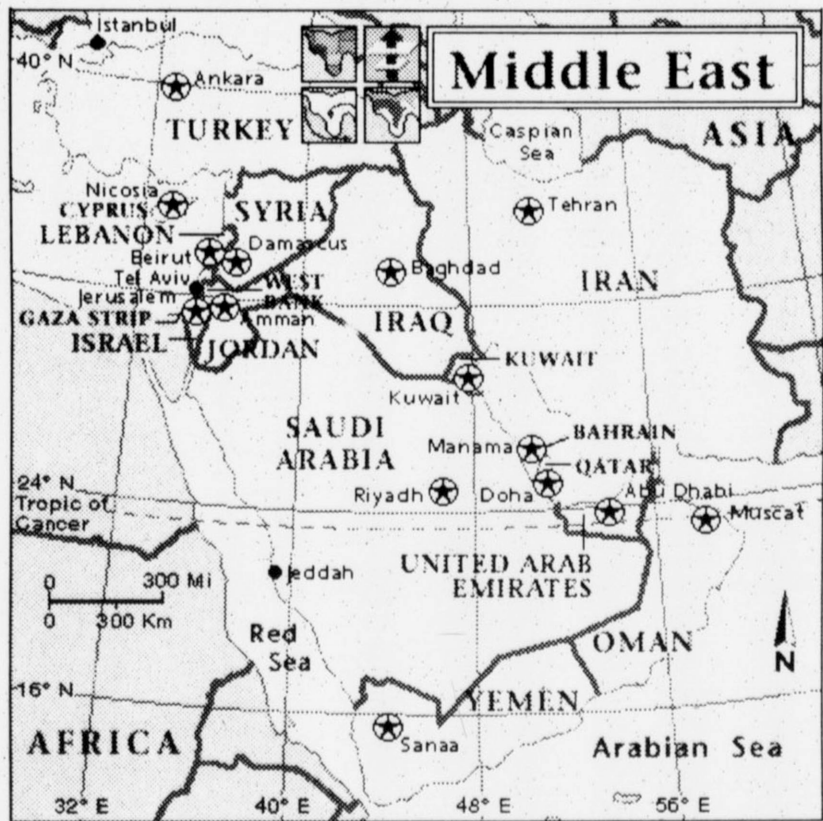 İstanbul
40° N
Ankara
Middle East
TURKEY
Caspian
Sea
ASIA
Nicosia
CYPRUS
SYRIA
Tehran
LEBANON
Beirut
Damascus
Tel Aviv
WEST
BANK
Baghdad
IRAN
Jerusalem
GAZA STRIP
Amman
IRAQ
ISRAEL
JORDAN
KUWAIT
Kuwait
SAUDI
ARABIA
Manama
BAHRAIN
QATAR
24° N
Tropic of
Cancer
Riyadh
Doha
Abu Dhabi
Muscat
UNITED ARAB
EMIRATES
0 300 Mi
0 300 Km
Jeddah
Red
Sea
OMAN
N
16° N
YEMEN
AFRICA
Sanaa
Arabian Sea
32° E
40° E
48° E
56° E